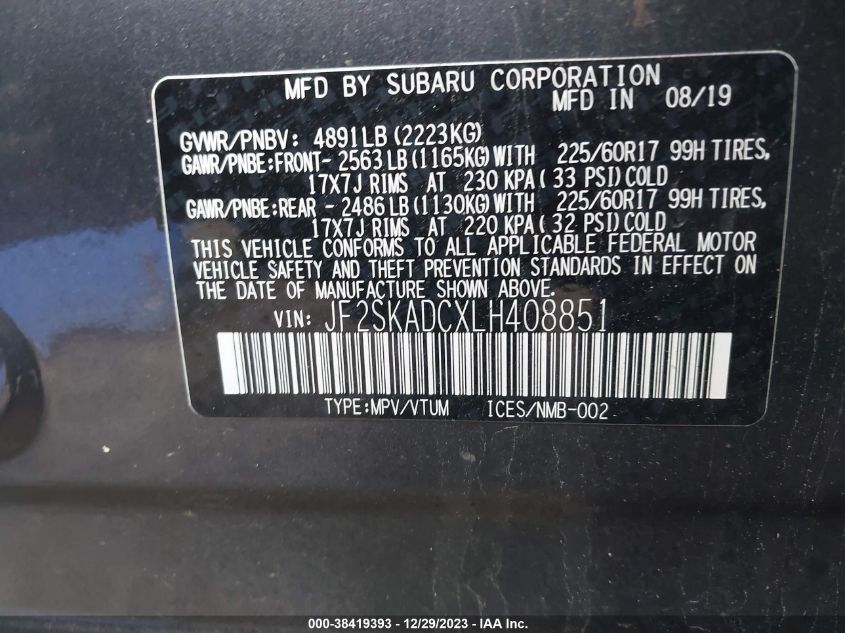 MFD BY SUBARU CORPORATION
MFD IN 08/19
GVWR/PNBV: 4891LB (2223KG)
GAWR/PNBE:FRONT- 2563 LB (1165KG) WITH 225/60R17 99H TIRES,
17X7J RIMS AT 230 KPA ( 33 PSI) COLD
GAWR/PNBE:REAR - 2486 LB (1130KG) WITH 225/60R17 99H TIRES,
17X7J RIMS AT 220 KPA ( 32 PSI) COLD
THIS VEHICLE CONFORMS TO ALL APPLICABLE FEDERAL MOTOR
VEHICLE SAFETY AND THEFT PREVENTION STANDARDS IN EFFECT ON
THE DATE OF MANUFACTURE SHOWN ABOVE.
VIN: JF2SKADCXLH408851
TYPE:MPV/VTUM ICES/NMB-002
000-38419393 - 12/29/2023 - IAA Inc.